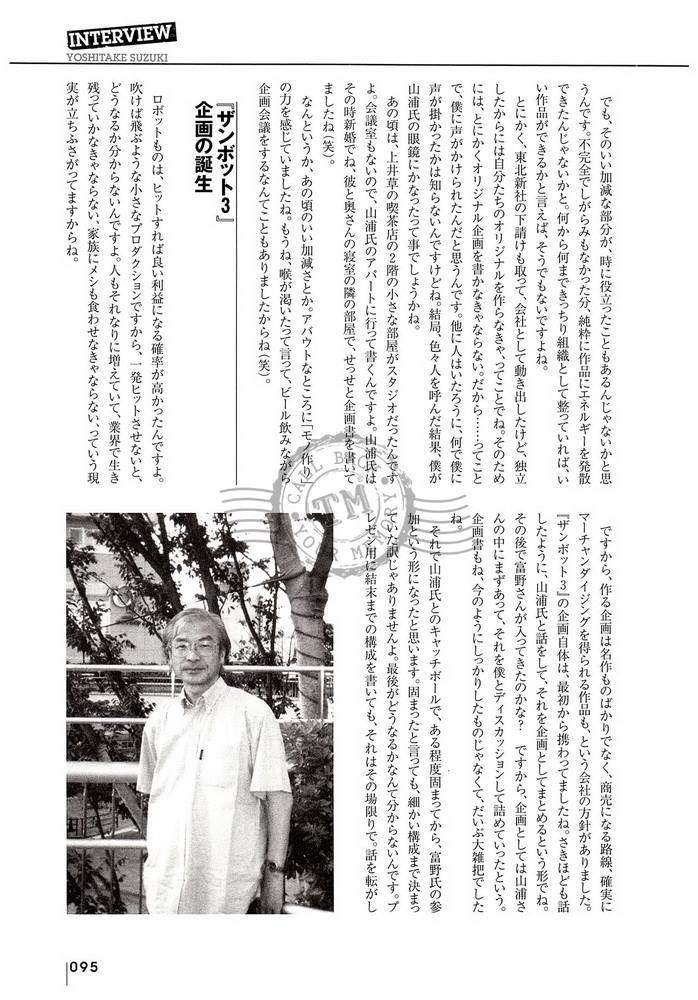 INTERVIEW
YOSHITAKE SUZUKI
でも、そのいい加減な部分が、時に役立ったこともあるんじゃないかと思
うんです。不完全でしがらみもなかった分、純粋に作品にエネルギーを発散
できたんじゃないかと。何から何まできっちり組織として整っていれば、い
い作品ができるかと言えば、そうでもないですよね。
とにかく、東北新社の下請けも取って、会社として動き出したけど、独立
したからには自分たちのオリジナルを作らなきゃ、ってことでね。そのため
には、とにかくオリジナル企画を書かなきゃならない。だから……ってこと
で、僕に声がかけられたんだと思うんです。他に人はいたろうに、何で僕に
声が掛かったかは知らないんですけどね。結局、色々人を呼んだ結果、僕が
山浦氏の眼鏡にかなったって事でしょうかね。
あの頃は、上井草の喫茶店の2階の小さな部屋がスタジオだったんです
よ。会議室もないので、山浦氏のアパートに行って書くんですよ。山浦氏は
その時新婚でね、彼と奥さんの寝室の隣の部屋で、せっせと企画書を書いて
ましたね（笑）。
なんというか、あの頃のいい加減さとか。アバウトなところに「モノ作り」
の力を感じていましたね。もうね、喉が渇いたって言って、ビール飲みながら
企画会議をするなんてこともありましたからね（笑）。
『ザンボット3』
企画の誕生
ロボットものは、ヒットすれば良い利益になる確率が高かったんですよ。
吹けば飛ぶような小さなプロダクションですから、一発ヒットさせないと、
どうなるか分からないんですよ。人もそれなりに増えていて、業界で生き
残っていかなきゃならない、家族にメシも食わせなきゃならない、っていう現
実が立ちふさがってますからね。
ですから、作る企画は名作ものばかりでなく、商売になる路線、確実に
マーチャンダイジングを得られる作品も、という会社の方針がありました。
『ザンボット3』の企画自体は、最初から携わってましたね。さきほども話
したように、山浦氏と話をして、それを企画としてまとめるという形でね。
その後で富野さんが入ってきたのかな？　ですから、企画としては山浦さ
んの中にまずあって、それを僕とディスカッションして詰めていったという。
企画書もね、今のようにしっかりしたものじゃなくて、だいぶ大雑把でした
ね。
それで山浦氏とのキャッチボールで、ある程度固まってから、富野氏の参
加という形になったと思います。固まったと言っても、細かい構成まで決まっ
ていた訳じゃありませんよ。最後がどうなるかなんて分からないんです。プ
レゼン用に結末までの構成を書いても、それはその場限りで。話を転がし
CALL BACK
TM
YOUR MEMORY
095